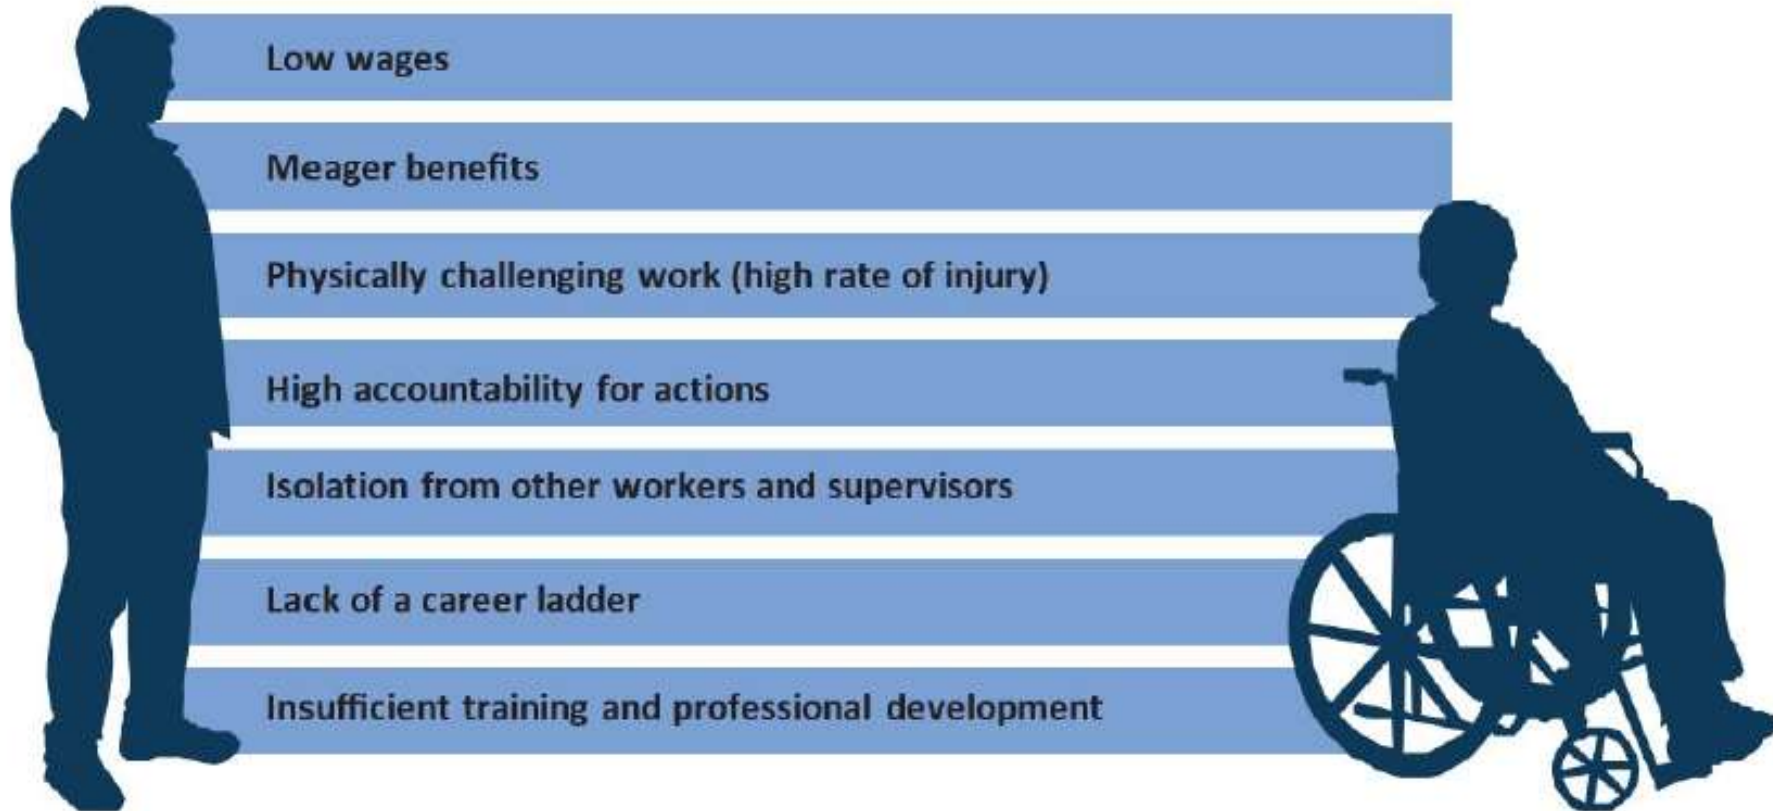 Low wages
Meager benefits
Physically challenging work (high rate of injury)
High accountability for actions
Isolation from other workers and supervisors
Lack of a career ladder
Insufficient training and professional development